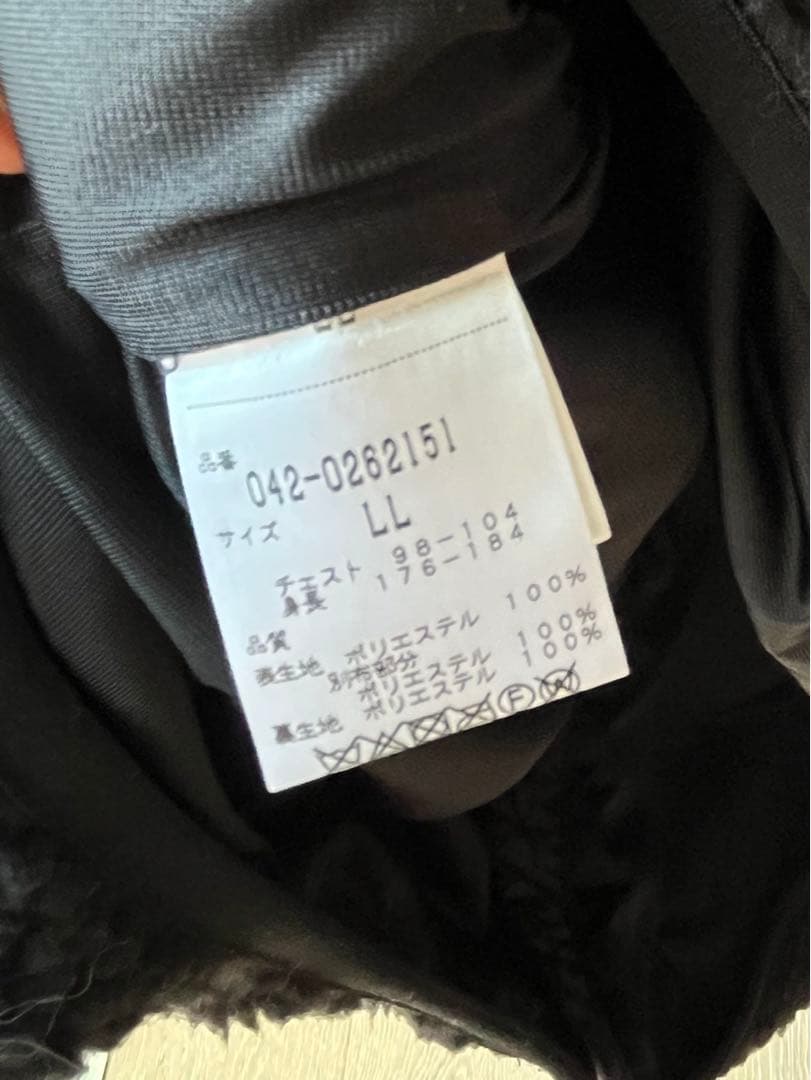 品番 042-0262151
サイズ LL
チェスト 98-104
身長 176-184
品質
表生地 ポリエステル 100%
別布部分
ポリエステル 100%
裏生地 ポリエステル 100%
F W